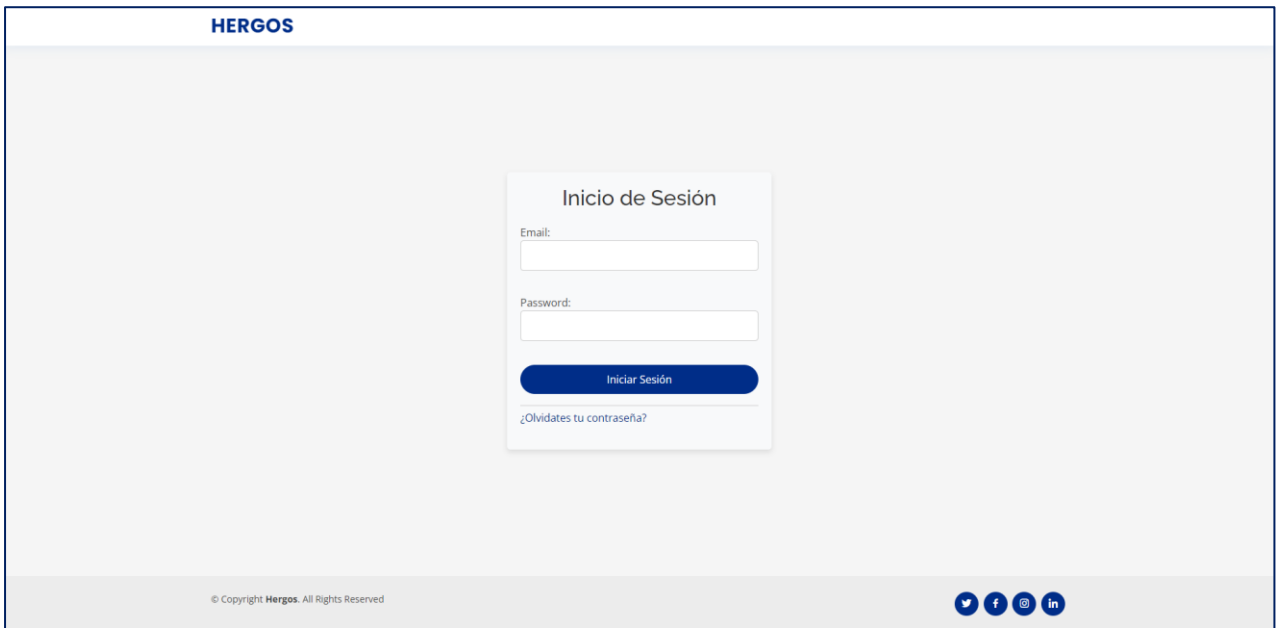 HERGOS
Inicio de Sesión
Email:
Password:
Iniciar Sesión
¿Olvidates tu contraseña?
© Copyright Hergos. All Rights Reserved